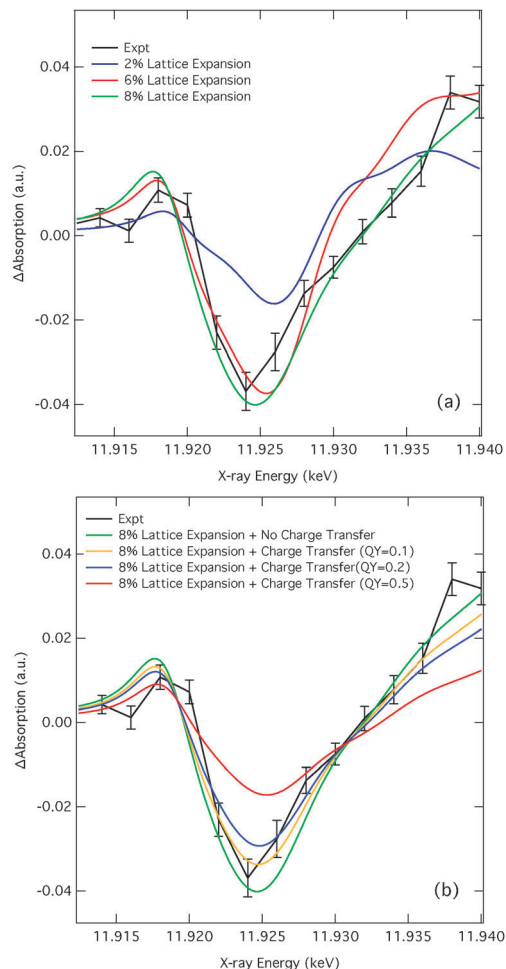 Expt
2% Lattice Expansion
6% Lattice Expansion
8% Lattice Expansion
0.04
0.02
0.00
-0.02
-0.04
ΔAbsorption (a.u.)
(a)
11.915 11.920 11.925 11.930 11.935 11.940
X-ray Energy (keV)
Expt
8% Lattice Expansion + No Charge Transfer
8% Lattice Expansion + Charge Transfer (QY=0.1)
8% Lattice Expansion + Charge Transfer(QY=0.2)
8% Lattice Expansion + Charge Transfer (QY=0.5)
0.04
0.02
0.00
-0.02
-0.04
ΔAbsorption (a.u.)
(b)
11.915 11.920 11.925 11.930 11.935 11.940
X-ray Energy (keV)